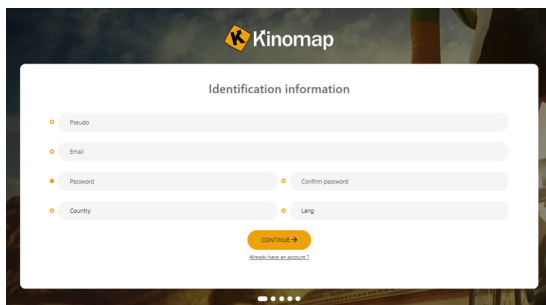 Kinomap
Identification information
Pseudo
Email
Password
Confirm password
Country
Lang
CONTINUE →
Already have an account ?